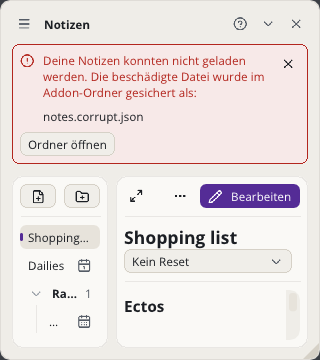 Notizen
Deine Notizen konnten nicht geladen
werden. Die beschädigte Datei wurde im
Addon-Ordner gesichert als:
notes.corrupt.json
Ordner öffnen
Bearbeiten
Shopping...
Dailies
Ra... 1
...
Shopping list
Kein Reset
Ectos